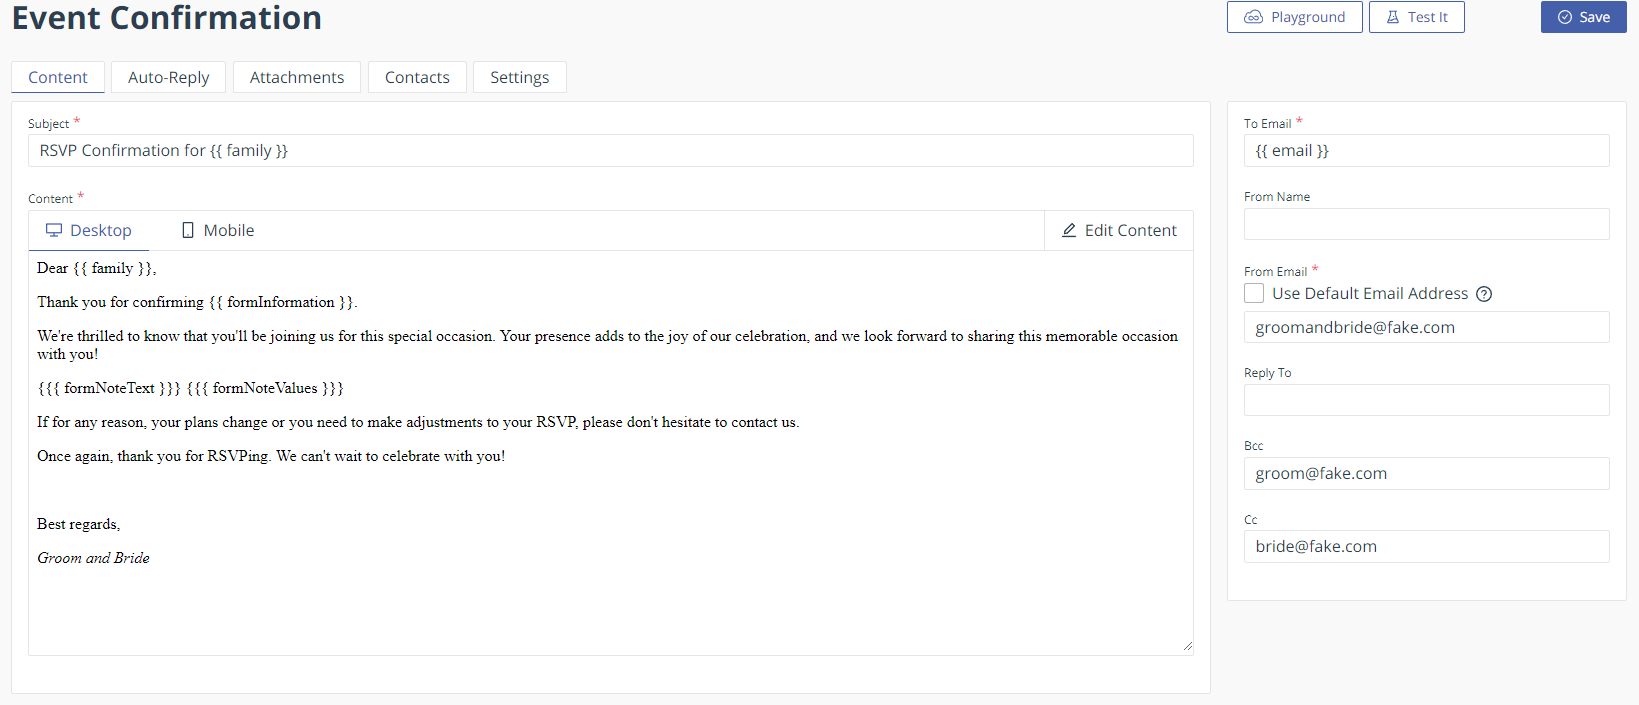 Event Confirmation
Playground
Test It
Save
Content
Auto-Reply
Attachments
Contacts
Settings
Subject *
RSVP Confirmation for {{ family }}
Content *
Desktop
Mobile
Edit Content
Dear {{ family }},
Thank you for confirming {{ formInformation }}.
We're thrilled to know that you'll be joining us for this special occasion. Your presence adds to the joy of our celebration, and we look forward to sharing this memorable occasion
with you!
{{{ formNoteText }}} {{{ formNoteValues }}}
If for any reason, your plans change or you need to make adjustments to your RSVP, please don't hesitate to contact us.
Once again, thank you for RSVPing. We can't wait to celebrate with you!
Best regards,
Groom and Bride
To Email *
{{ email }}
From Name
From Email *
Use Default Email Address ?
groomandbride@fake.com
Reply To
Bcc
groom@fake.com
Cc
bride@fake.com